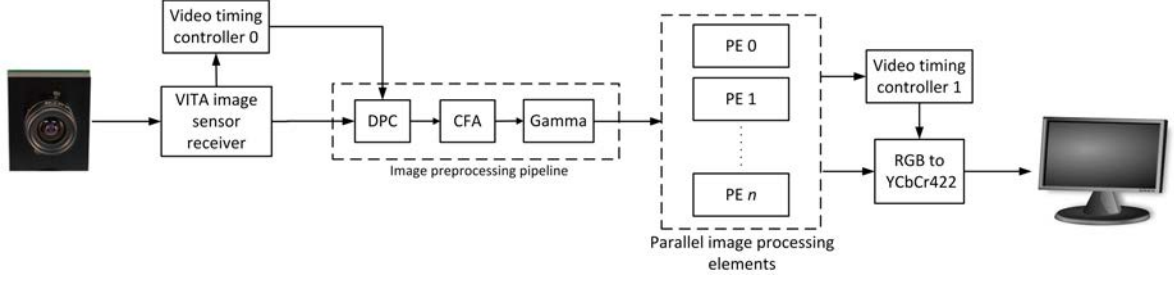 Video timing
controller 0
VITA image
sensor
receiver
DPC
CFA
Gamma
Image preprocessing pipeline
PE 0
PE 1
PE n
Parallel image processing
elements
Video timing
controller 1
RGB to
YCbCr422